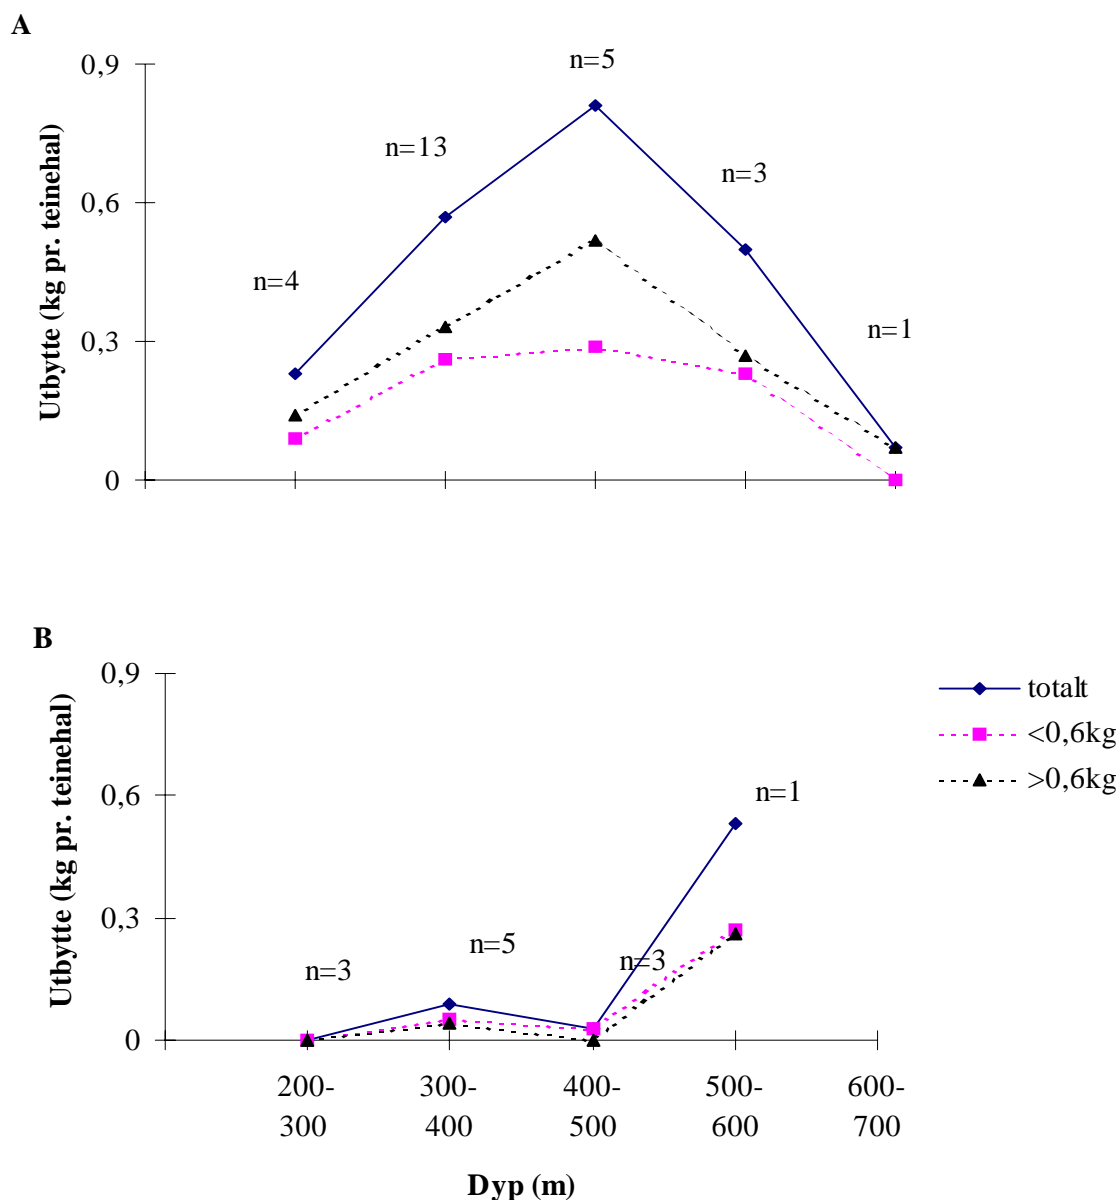 A
Utbytte (kg pr. teinehal)
0,9
0,6
0,3
0
n=4
n=13
n=5
n=3
n=1
B
Utbytte (kg pr. teinehal)
0,9
0,6
0,3
0
n=3
n=5
n=3
n=1
totalt
<0,6kg
>0,6kg
200-
300
300-
400
400-
500
500-
600
600-
700
Dyp (m)